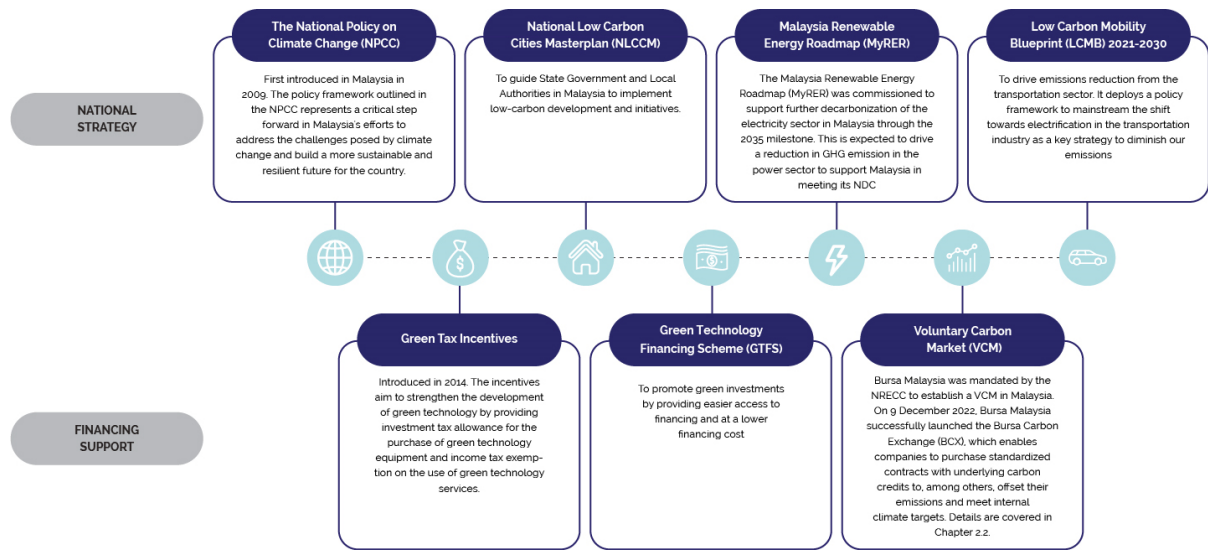 NATIONAL
STRATEGY
The National Policy on
Climate Change (NPCC)
First introduced in Malaysia in
2009. The policy framework outlined in
the NPCC represents a critical step
forward in Malaysia's efforts to
address the challenges posed by climate
change and build a more sustainable and
resilient future for the country.
National Low Carbon
Cities Masterplan (NLCCM)
To guide State Government and Local
Authorities in Malaysia to implement
low-carbon development and initiatives.
Malaysia Renewable
Energy Roadmap (MyRER)
The Malaysia Renewable Energy
Roadmap (MyRER) was commissioned to
support further decarbonization of the
electricity sector in Malaysia through the
2035 milestone. This is expected to drive
a reduction in GHG emission in the
power sector to support Malaysia in
meeting its NDC
Low Carbon Mobility
Blueprint (LCMB) 2021-2030
To drive emissions reduction from the
transportation sector. It deploys a policy
framework to mainstream the shift
towards electrification in the transportation
industry as a key strategy to diminish our
emissions
FINANCING
SUPPORT
Green Tax Incentives
Introduced in 2014. The incentives
aim to strengthen the development
of green technology by providing
investment tax allowance for the
purchase of green technology
equipment and income tax exemp-
tion on the use of green technology
services.
Green Technology
Financing Scheme (GTFS)
To promote green investments
by providing easier access to
financing and at a lower
financing cost
Voluntary Carbon
Market (VCM)
Bursa Malaysia was mandated by the
NRECC to establish a VCM in Malaysia.
On 9 December 2022, Bursa Malaysia
successfully launched the Bursa Carbon
Exchange (BCX), which enables
companies to purchase standardized
contracts with underlying carbon
credits to, among others, offset their
emissions and meet internal
climate targets. Details are covered in
Chapter 2.2.